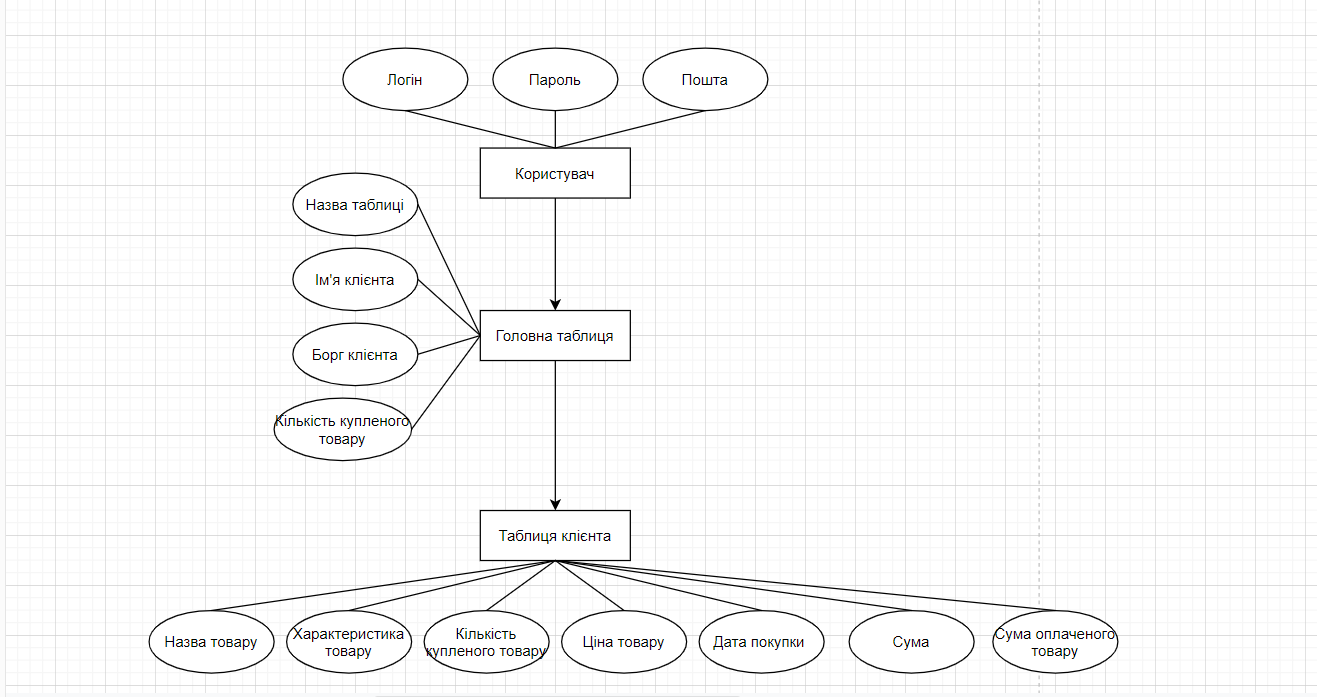 Логін
Пароль
Пошта
Користувач
Назва таблиці
Ім'я клієнта
Головна таблиця
Борг клієнта
Кількість купленого
товару
Таблиця клієнта
Назва товару
Характеристика
товару
Кількість
купленого товару
Ціна товару
Дата покупки
Сума
Сума оплаченого
товару